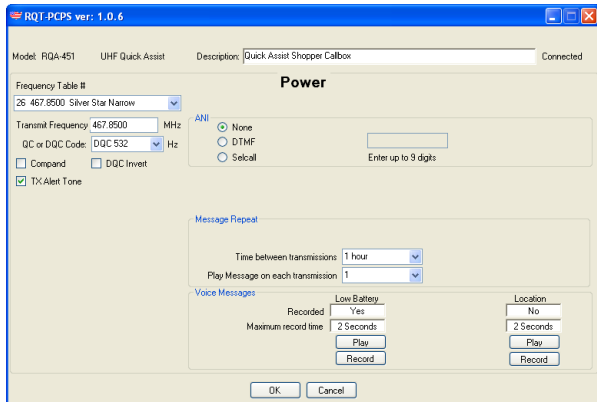 RQT-PCPS ver: 1.0.6
Model: RQA-451 UHF Quick Assist Description: Quick Assist Shopper Callbox Connected
Power
Frequency Table #
26 467.8500 Silver Star Narrow
Transmit Frequency 467.8500 MHz
QC or DQC Code: DQC 532 Hz
Compand DQC Invert
TX Alert Tone
ANI
None
DTMF
Selcall Enter up to 9 digits
Message Repeat
Time between transmissions 1 hour
Play Message on each transmission 1
Voice Messages
Low Battery Location
Recorded Yes No
Maximum record time 2 Seconds 2 Seconds
Play Play
Record Record
OK Cancel